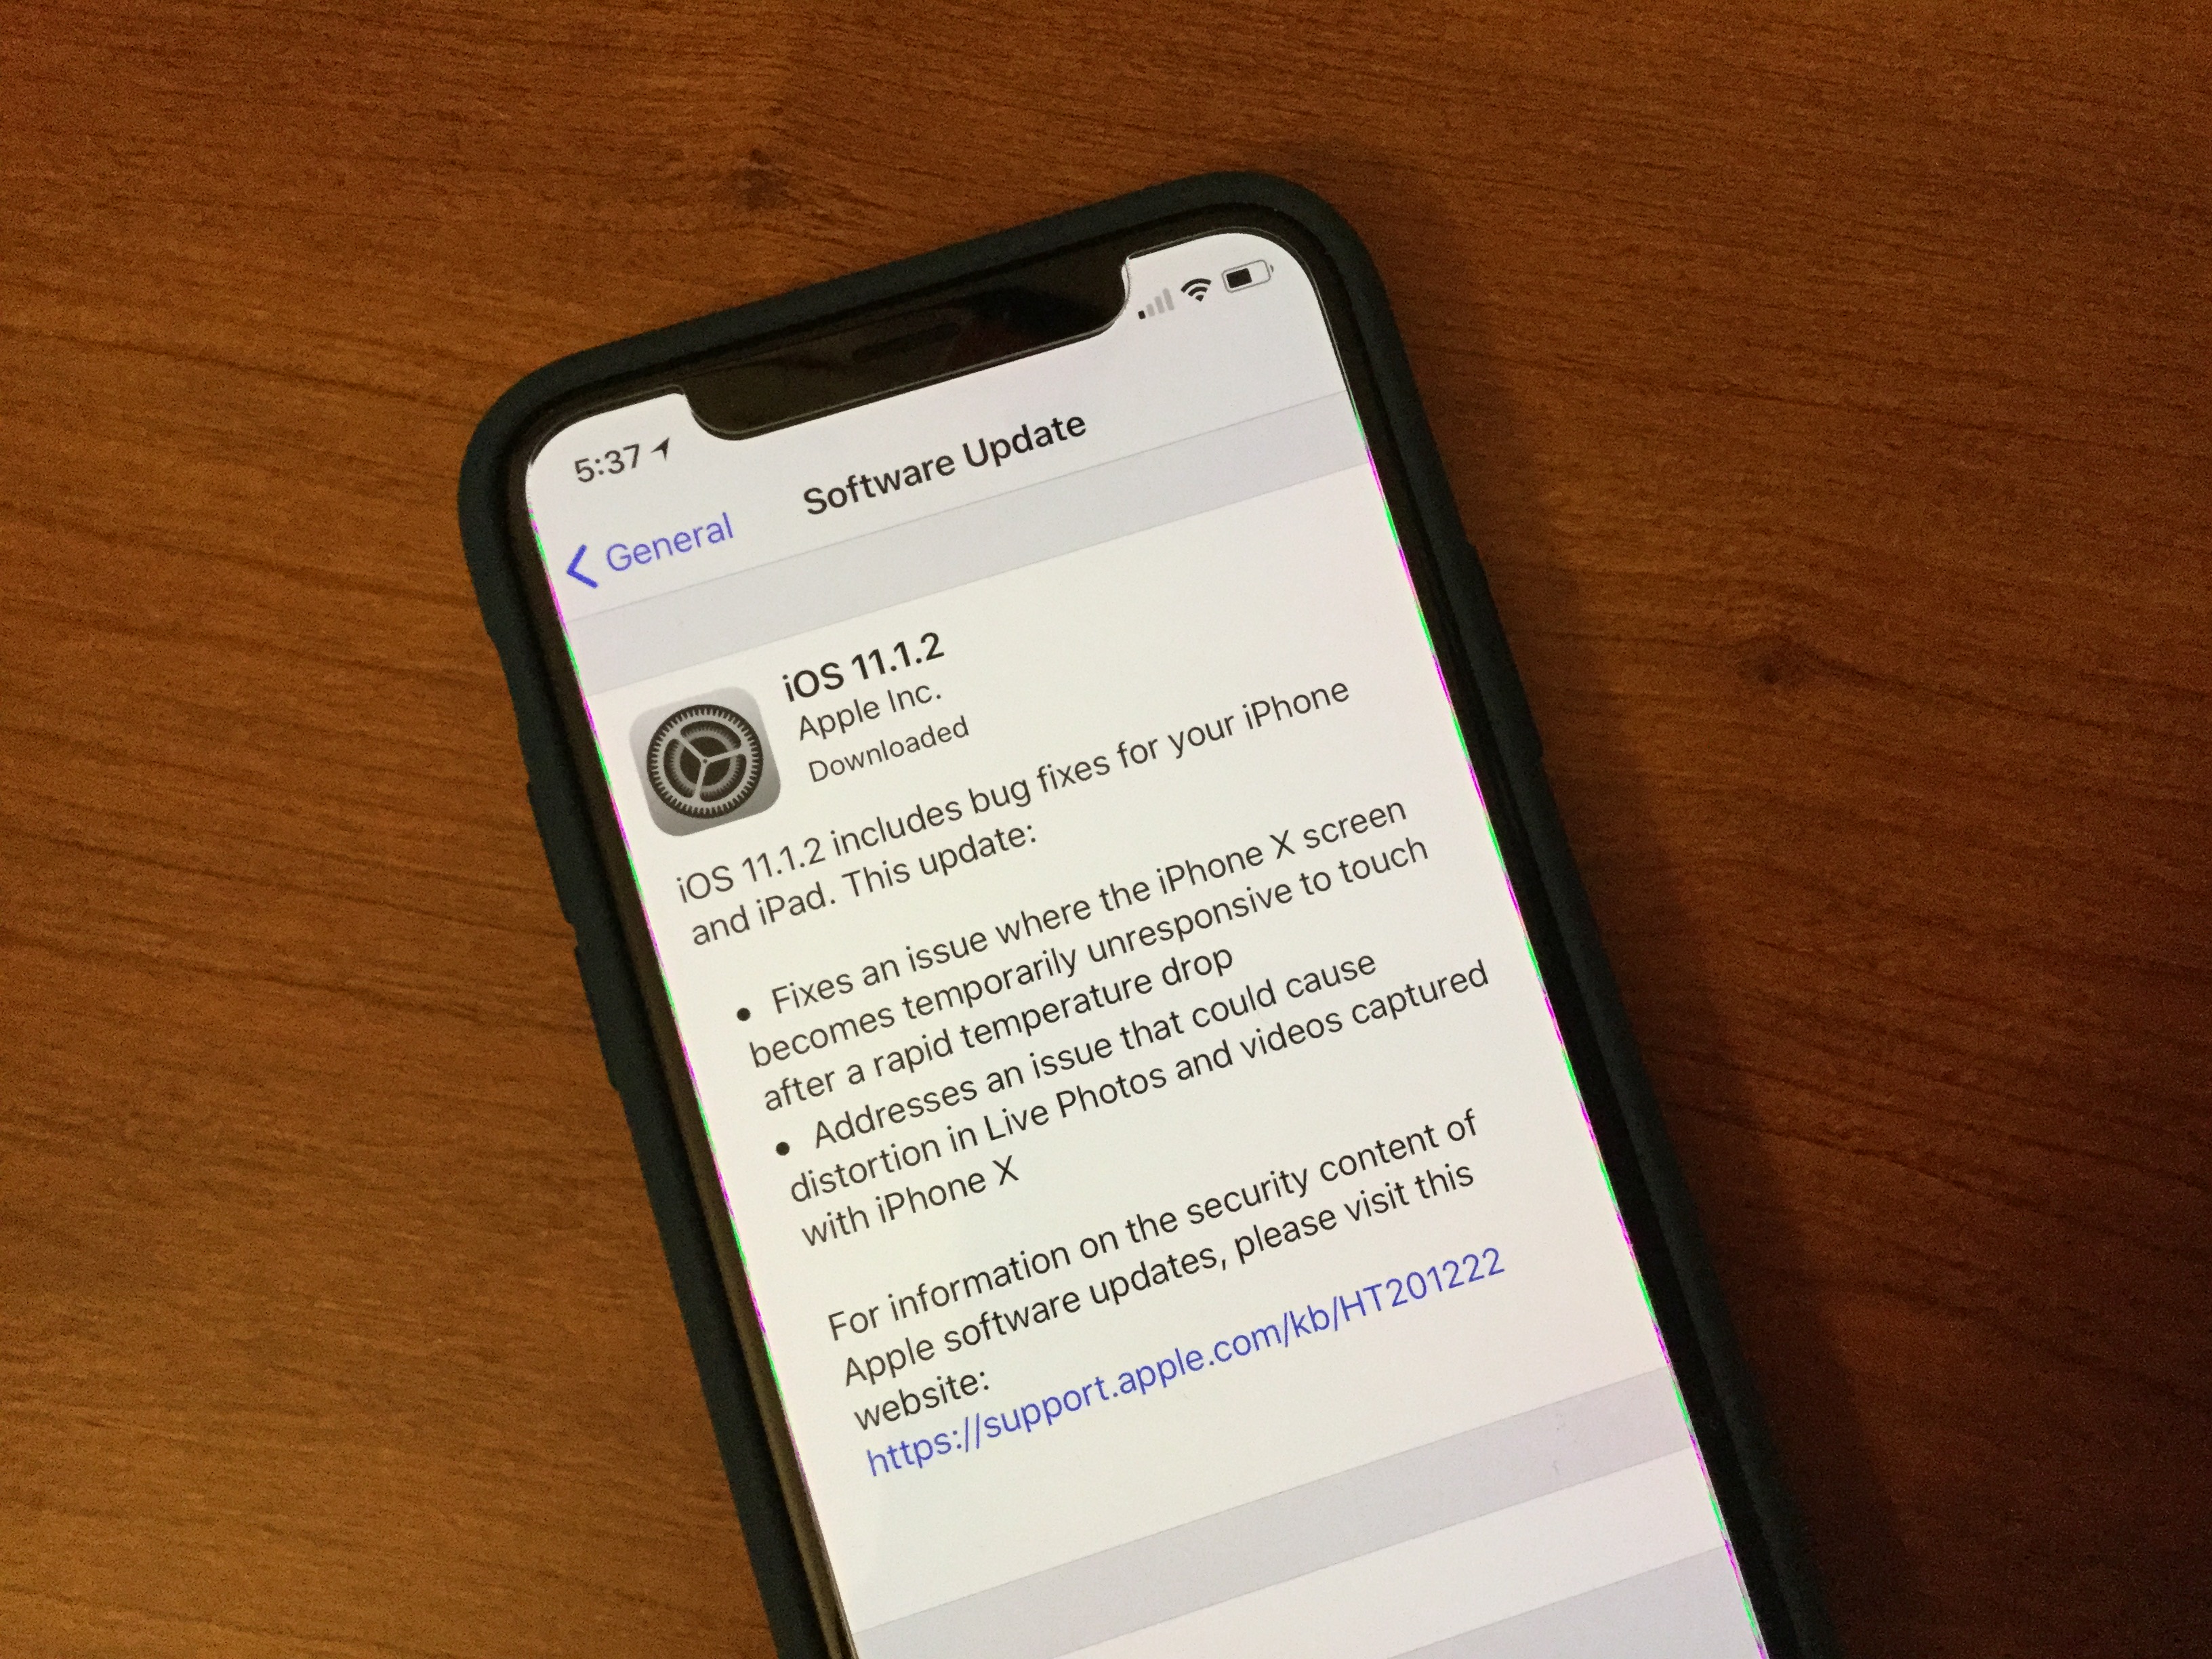 5:37
General
Software Update
iOS 11.1.2
Apple Inc.
Downloaded
iOS 11.1.2 includes bug fixes for your iPhone
and iPad. This update:
• Fixes an issue where the iPhone X screen
becomes temporarily unresponsive to touch
after a rapid temperature drop
• Addresses an issue that could cause
distortion in Live Photos and videos captured
with iPhone X
For information on the security content of
Apple software updates, please visit this
website:
https://support.apple.com/kb/HT201222